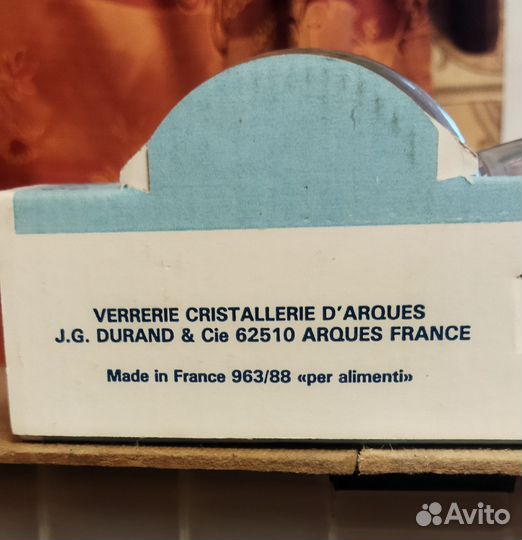 VERRERIE CRISTALLERIE D'ARQUES
J.G. DURAND & Cie 62510 ARQUES FRANCE
Made in France 963/88 «per alimenti»
Avito